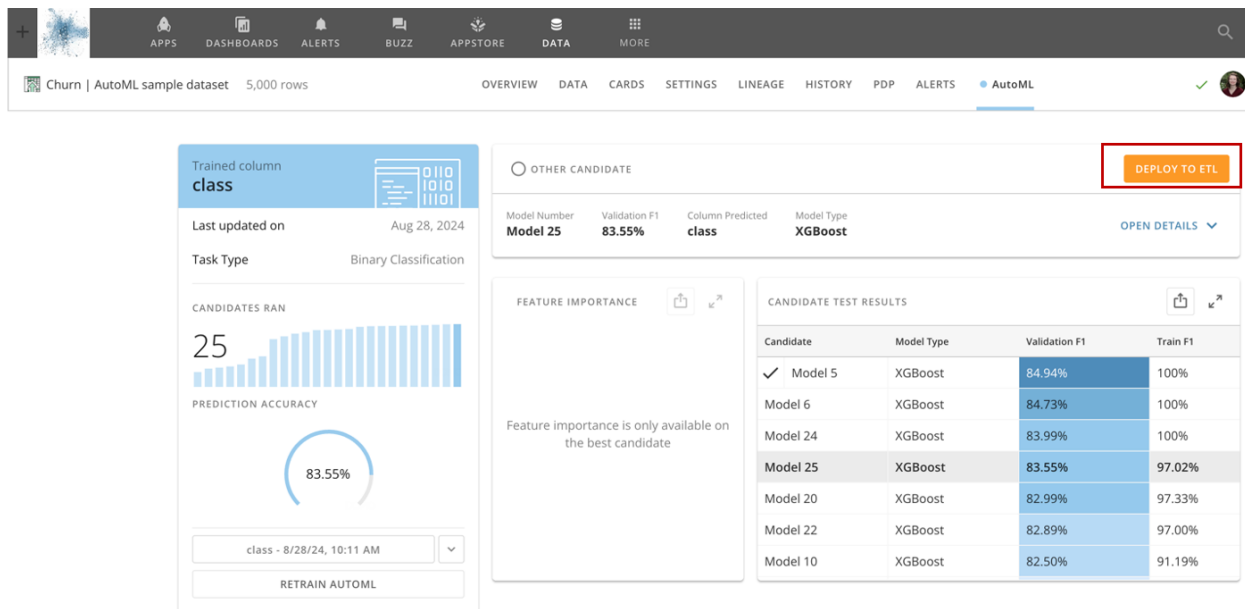 APPS DASHBOARDS ALERTS BUZZ APPSTORE DATA MORE
Churn | AutoML sample dataset 5,000 rows OVERVIEW DATA CARDS SETTINGS LINEAGE HISTORY PDP ALERTS AutoML
Trained column
class
0110
1010
11101
Last updated on Aug 28, 2024
Task Type Binary Classification
CANDIDATES RAN
25
PREDICTION ACCURACY
83.55%
class - 8/28/24, 10:11 AM
RETRAIN AUTOML
OTHER CANDIDATE DEPLOY TO ETL
Model Number Validation F1 Column Predicted Model Type
Model 25 83.55% class XGBoost OPEN DETAILS
FEATURE IMPORTANCE
Feature importance is only available on
the best candidate
CANDIDATE TEST RESULTS
Candidate Model Type Validation F1 Train F1
Model 5 XGBoost 84.94% 100%
Model 6 XGBoost 84.73% 100%
Model 24 XGBoost 83.99% 100%
Model 25 XGBoost 83.55% 97.02%
Model 20 XGBoost 82.99% 97.33%
Model 22 XGBoost 82.89% 97.00%
Model 10 XGBoost 82.50% 91.19%